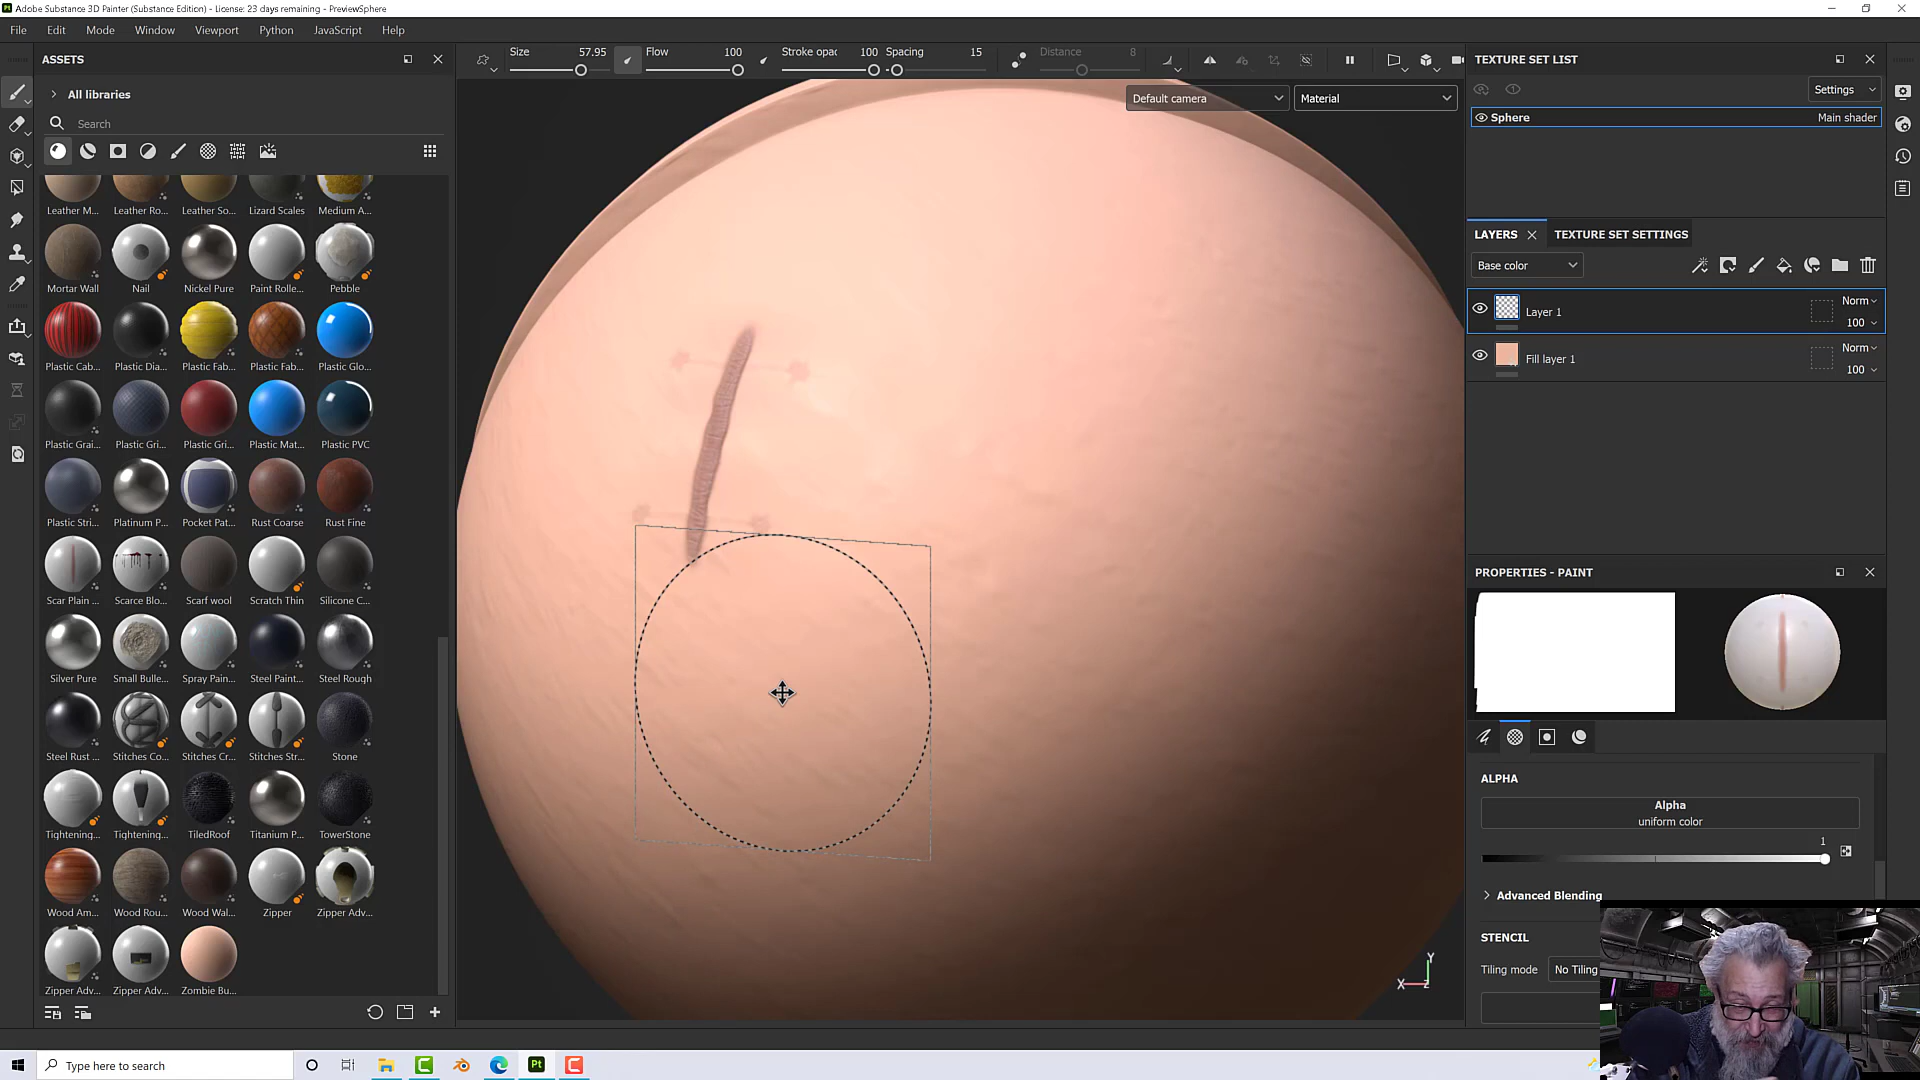 Adobe Substance 3D Painter (Substance Edition) - License: 23 days remaining - PreviewSphere
File Edit Mode Window Viewport Python JavaScript Help
ASSETS
All libraries
Search
Leather M... Leather Ro... Leather So... Lizard Scales Medium A...
Mortar Wall Nail Nickel Pure Paint Rolle... Pebble
Plastic Cab... Plastic Dia... Plastic Fab... Plastic Fab... Plastic Glo...
Plastic Grai... Plastic Gri... Plastic Gri... Plastic Mat... Plastic PVC
Plastic Stri... Platinum P... Pocket Pat... Rust Coarse Rust Fine
Scar Plain ... Scarce Blo... Scarf wool Scratch Thin Silicone C...
Silver Pure Small Bulle... Spray Pain... Steel Paint... Steel Rough
Steel Rust ... Stitches Co... Stitches Cr... Stitches Str... Stone
Tightening... Tightening... TiledRoof Titanium P... TowerStone
Wood Am... Wood Rou... Wood Wal... Zipper Zipper Adv...
Zipper Adv... Zipper Adv... Zombie Bu...
Size 57.95 Flow 100 Stroke opac 100 Spacing 15 Distance 8
Default camera Material
Y
X Z
TEXTURE SET LIST
Settings
Sphere Main shader
LAYERS TEXTURE SET SETTINGS
Base color
Layer 1 Norm 100
Fill layer 1 Norm 100
PROPERTIES - PAINT
ALPHA
Alpha
uniform color
1
Advanced Blending
STENCIL
Tiling mode No Tiling
Type here to search
Pt